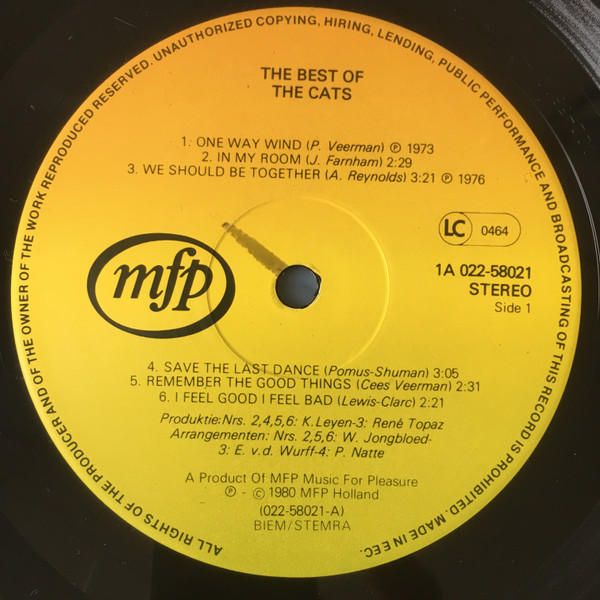 ALL RIGHTS OF THE PRODUCER AND OF THE OWNER OF THE WORK REPRODUCED RESERVED. UNAUTHORIZED COPYING, HIRING, LENDING, PUBLIC PERFORMANCE AND BROADCASTING OF THIS RECORD IS PROHIBITED. MADE IN EEC.
THE BEST OF
THE CATS
1. ONE WAY WIND (P. Veerman) ℗ 1973
2. IN MY ROOM (J. Farnham) 2:29
3. WE SHOULD BE TOGETHER (A. Reynolds) 3:21 ℗ 1976
LC 0464
mfp
1A 022-58021
STEREO
Side 1
4. SAVE THE LAST DANCE (Pomus-Shuman) 3:05
5. REMEMBER THE GOOD THINGS (Cees Veerman) 2:31
6. I FEEL GOOD I FEEL BAD (Lewis-Clarc) 2:21
Produktie: Nrs. 2,4,5,6: K. Leyen-3: René Topaz
Arrangementen: Nrs. 2,5,6: W. Jongbloed-
3: E. v.d. Wurff-4: P. Natte
A Product Of MFP Music For Pleasure
℗ - © 1980 MFP Holland
(022-58021-A)
BIEM/STEMRA